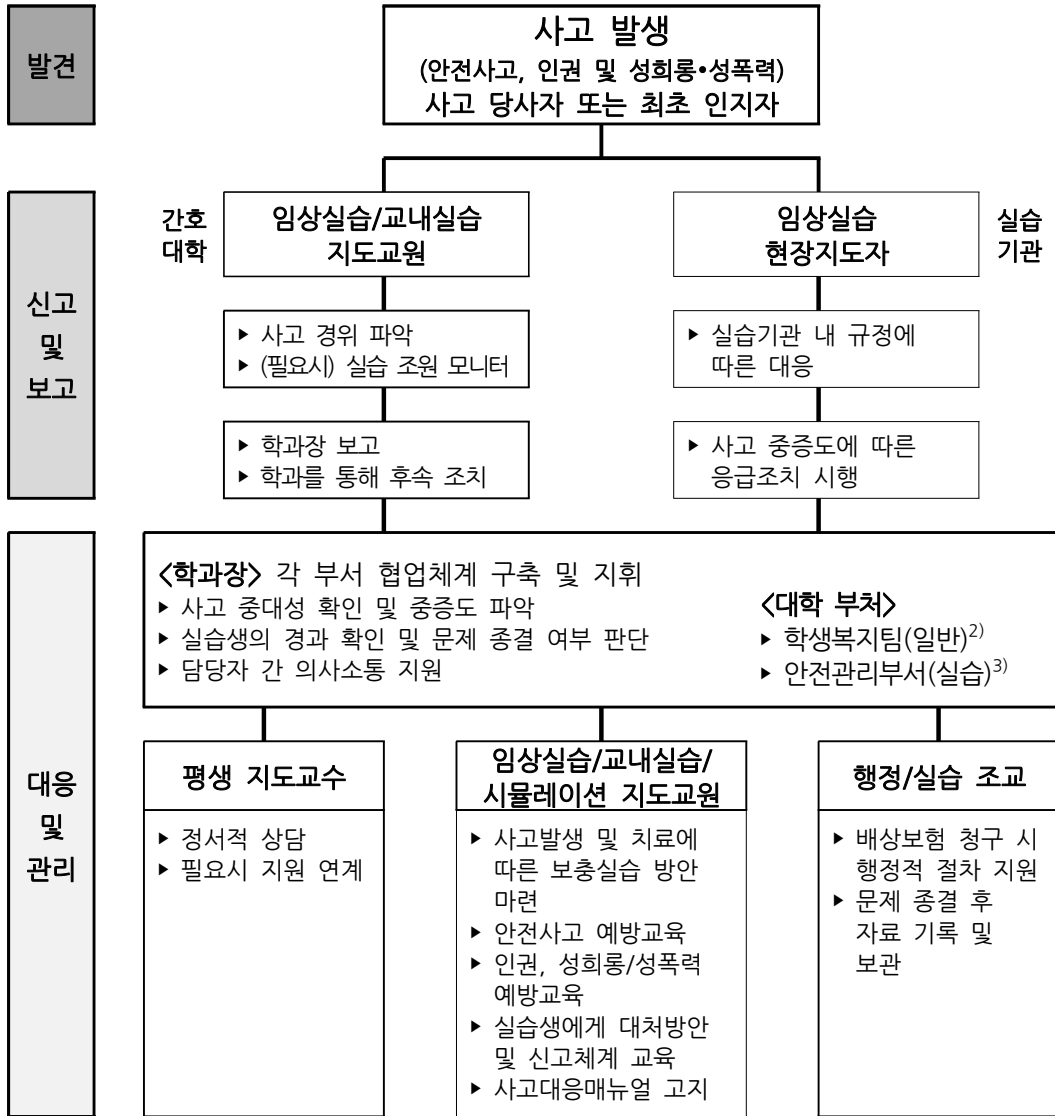 발견
사고 발생
(안전사고, 인권 및 성희롱•성폭력)
사고 당사자 또는 최초 인지자
신고
및
보고
간호
대학
임상실습/교내실습
지도교원
임상실습
현장지도자
실습
기관
▶ 사고 경위 파악
▶ (필요시) 실습 조원 모니터
▶ 실습기관 내 규정에
따른 대응
▶ 학과장 보고
▶ 학과를 통해 후속 조치
▶ 사고 중증도에 따른
응급조치 시행
대응
및
관리
<학과장> 각 부서 협업체계 구축 및 지휘
▶ 사고 중대성 확인 및 중증도 파악
▶ 실습생의 경과 확인 및 문제 종결 여부 판단
▶ 담당자 간 의사소통 지원
<대학 부처>
▶ 학생복지팀(일반)2)
▶ 안전관리부서(실습)3)
평생 지도교수
▶ 정서적 상담
▶ 필요시 지원 연계
임상실습/교내실습/
시뮬레이션 지도교원
▶ 사고발생 및 치료에
따른 보충실습 방안
마련
▶ 안전사고 예방교육
▶ 인권, 성희롱/성폭력
예방교육
▶ 실습생에게 대처방안
및 신고체계 교육
▶ 사고대응매뉴얼 고지
행정/실습 조교
▶ 배상보험 청구 시
행정적 절차 지원
▶ 문제 종결 후
자료 기록 및
보관